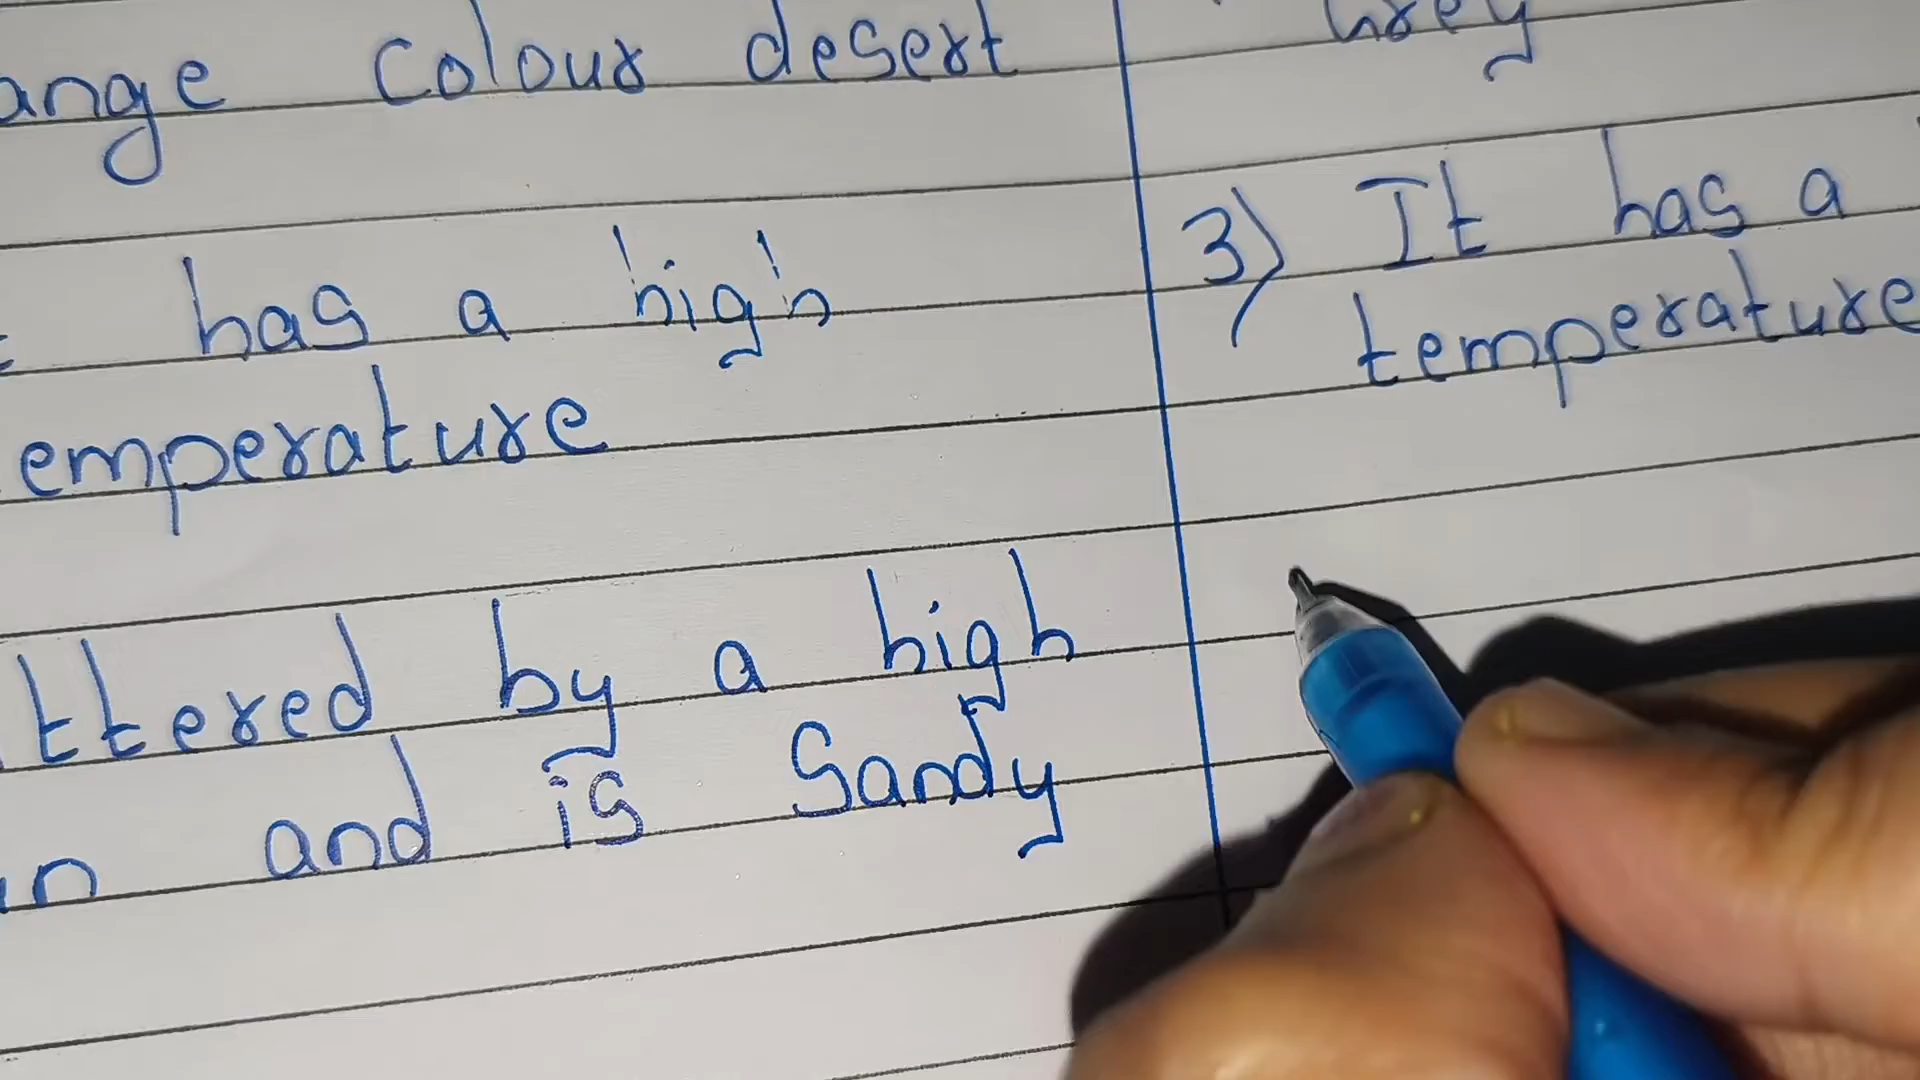 ange colour desert
has a high
emperature
ttered by a high
and is Sandy
3) It has a
temperature